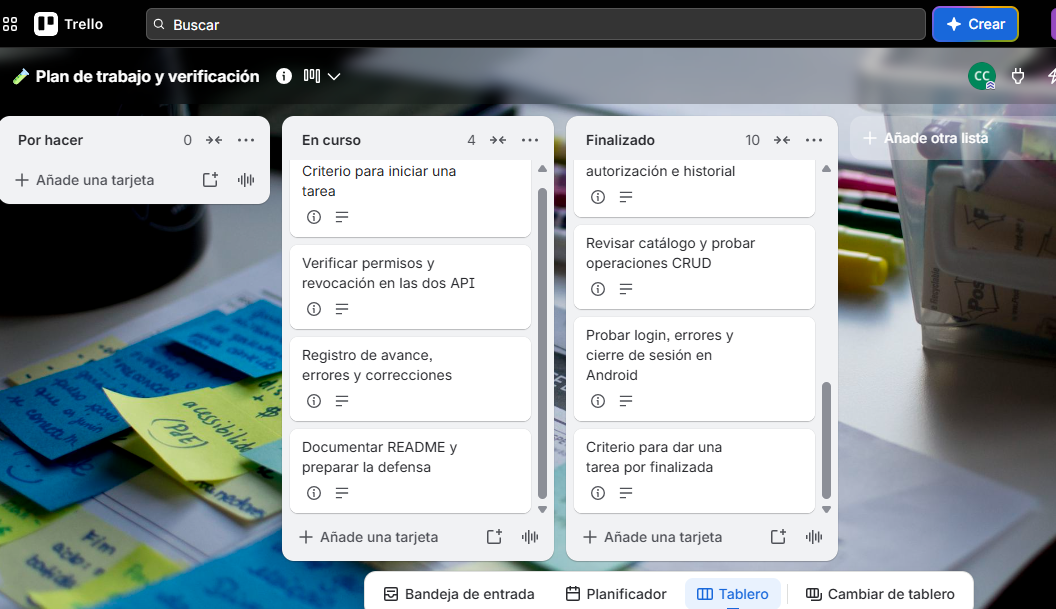 Trello
Buscar
Crear
Plan de trabajo y verificación
CC
Por hacer
0
Añade una tarjeta
En curso
4
Criterio para iniciar una
tarea
Verificar permisos y
revocación en las dos API
Registro de avance,
errores y correcciones
Documentar README y
preparar la defensa
Añade una tarjeta
Finalizado
10
autorización e historial
Revisar catálogo y probar
operaciones CRUD
Probar login, errores y
cierre de sesión en
Android
Criterio para dar una
tarea por finalizada
Añade una tarjeta
Añade otra lista
accessibilidad
(PdE)
Bandeja de entrada
Planificador
Tablero
Cambiar de tablero